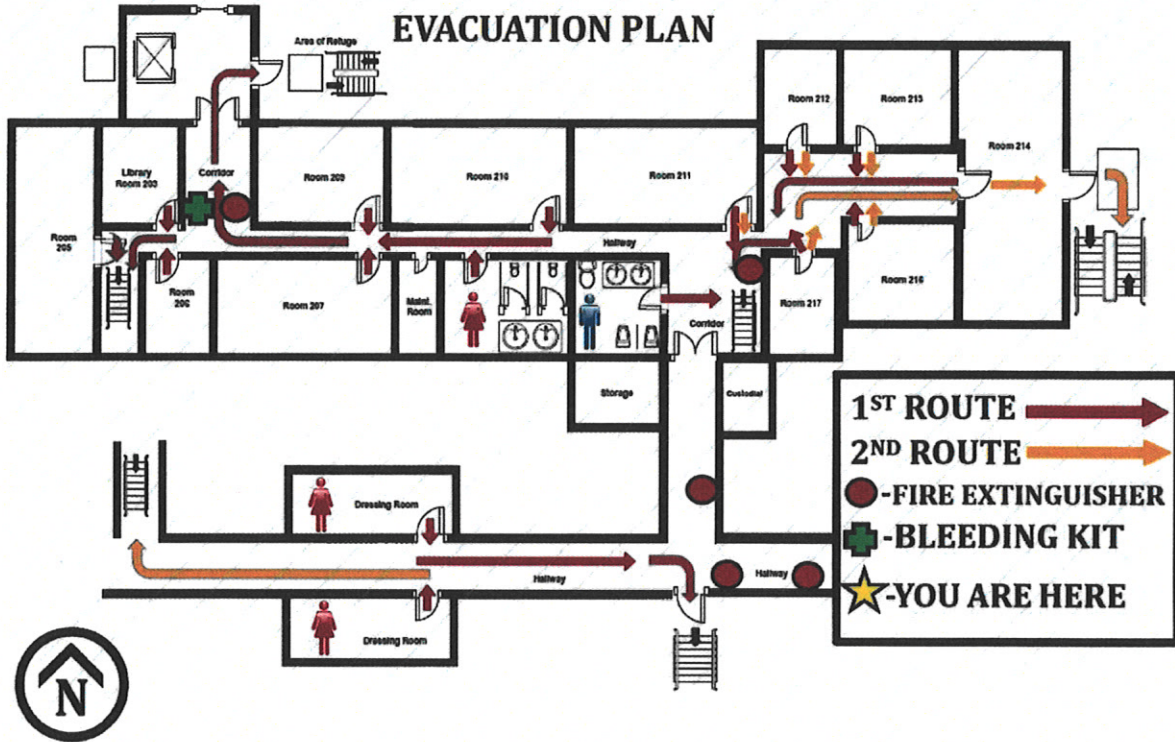 EVACUATION PLAN
Area of Refuge
Room 212
Room 213
Room 214
Library
Room 203
Corridor
Room 209
Room 210
Room 211
Room
205
Hallway
Room
206
Room 207
Maint.
Room
Room 217
Room 216
Corridor
Storage
Custodial
1ST ROUTE
2ND ROUTE
-FIRE EXTINGUISHER
-BLEEDING KIT
-YOU ARE HERE
Dressing Room
Hallway
Hallway
Dressing Room
N